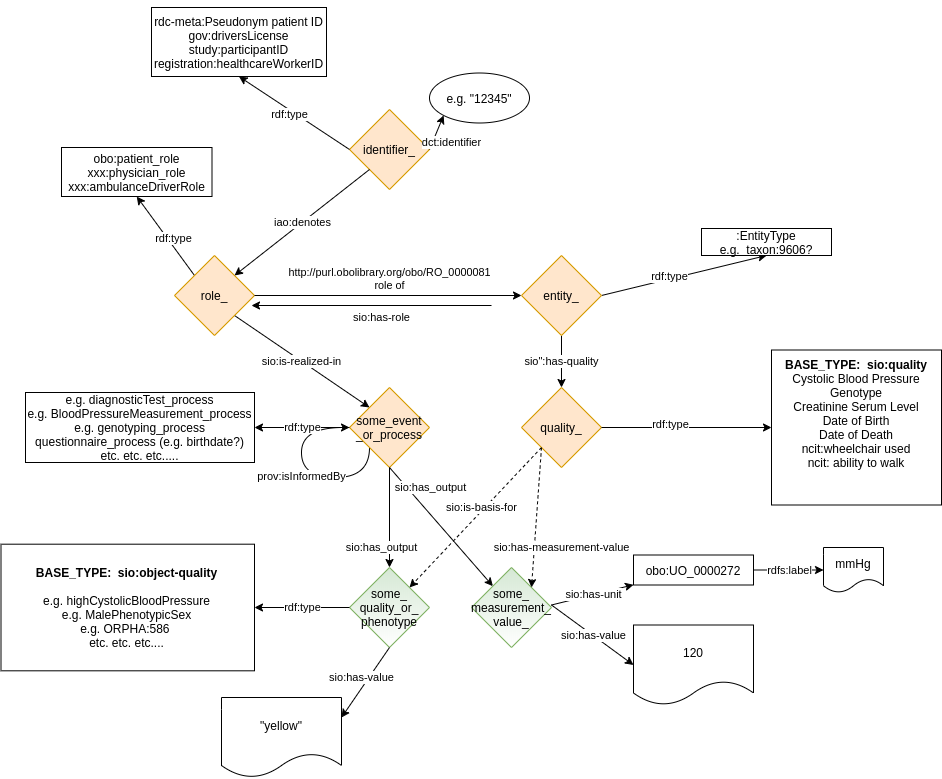 rdc-meta:Pseudonym patient ID
gov:driversLicense
study:participantID
registration:healthcareWorkerID
e.g. "12345"
rdf:type
dct:identifier
identifier_
obo:patient_role
xxx:physician_role
xxx:ambulanceDriverRole
iao:denotes
rdf:type
:EntityType
e.g.  taxon:9606?
http://purl.obolibrary.org/obo/RO_0000081
role of
rdf:type
role_
entity_
sio:has-role
sio:is-realized-in
sio":has-quality
BASE_TYPE:  sio:quality
Cystolic Blood Pressure
Genotype
Creatinine Serum Level
Date of Birth
Date of Death
ncit:wheelchair used
ncit: ability to walk
e.g. diagnosticTest_process
e.g. BloodPressureMeasurement_process
e.g. genotyping_process
questionnaire_process (e.g. birthdate?)
etc. etc. etc.....
rdf:type
some_event
_or_process
quality_
rdf:type
prov:isInformedBy
sio:has_output
sio:is-basis-for
sio:has_output
sio:has-measurement-value
BASE_TYPE:  sio:object-quality
e.g. highCystolicBloodPressure
e.g. MalePhenotypicSex
e.g. ORPHA:586
etc. etc. etc....
rdf:type
some_
quality_or_
phenotype
some_
measurement_
value_
sio:has-unit
obo:UO_0000272
rdfs:label
mmHg
sio:has-value
120
sio:has-value
"yellow"